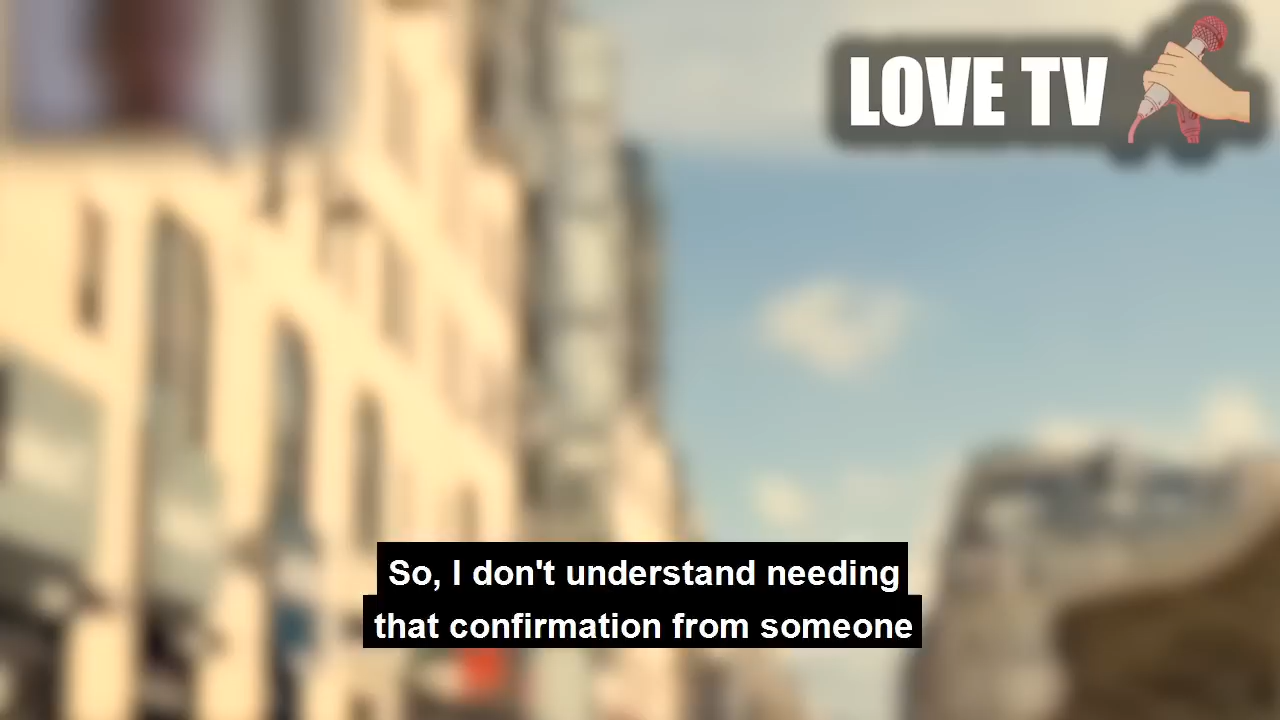 LOVE TV
So, I don't understand needing
that confirmation from someone